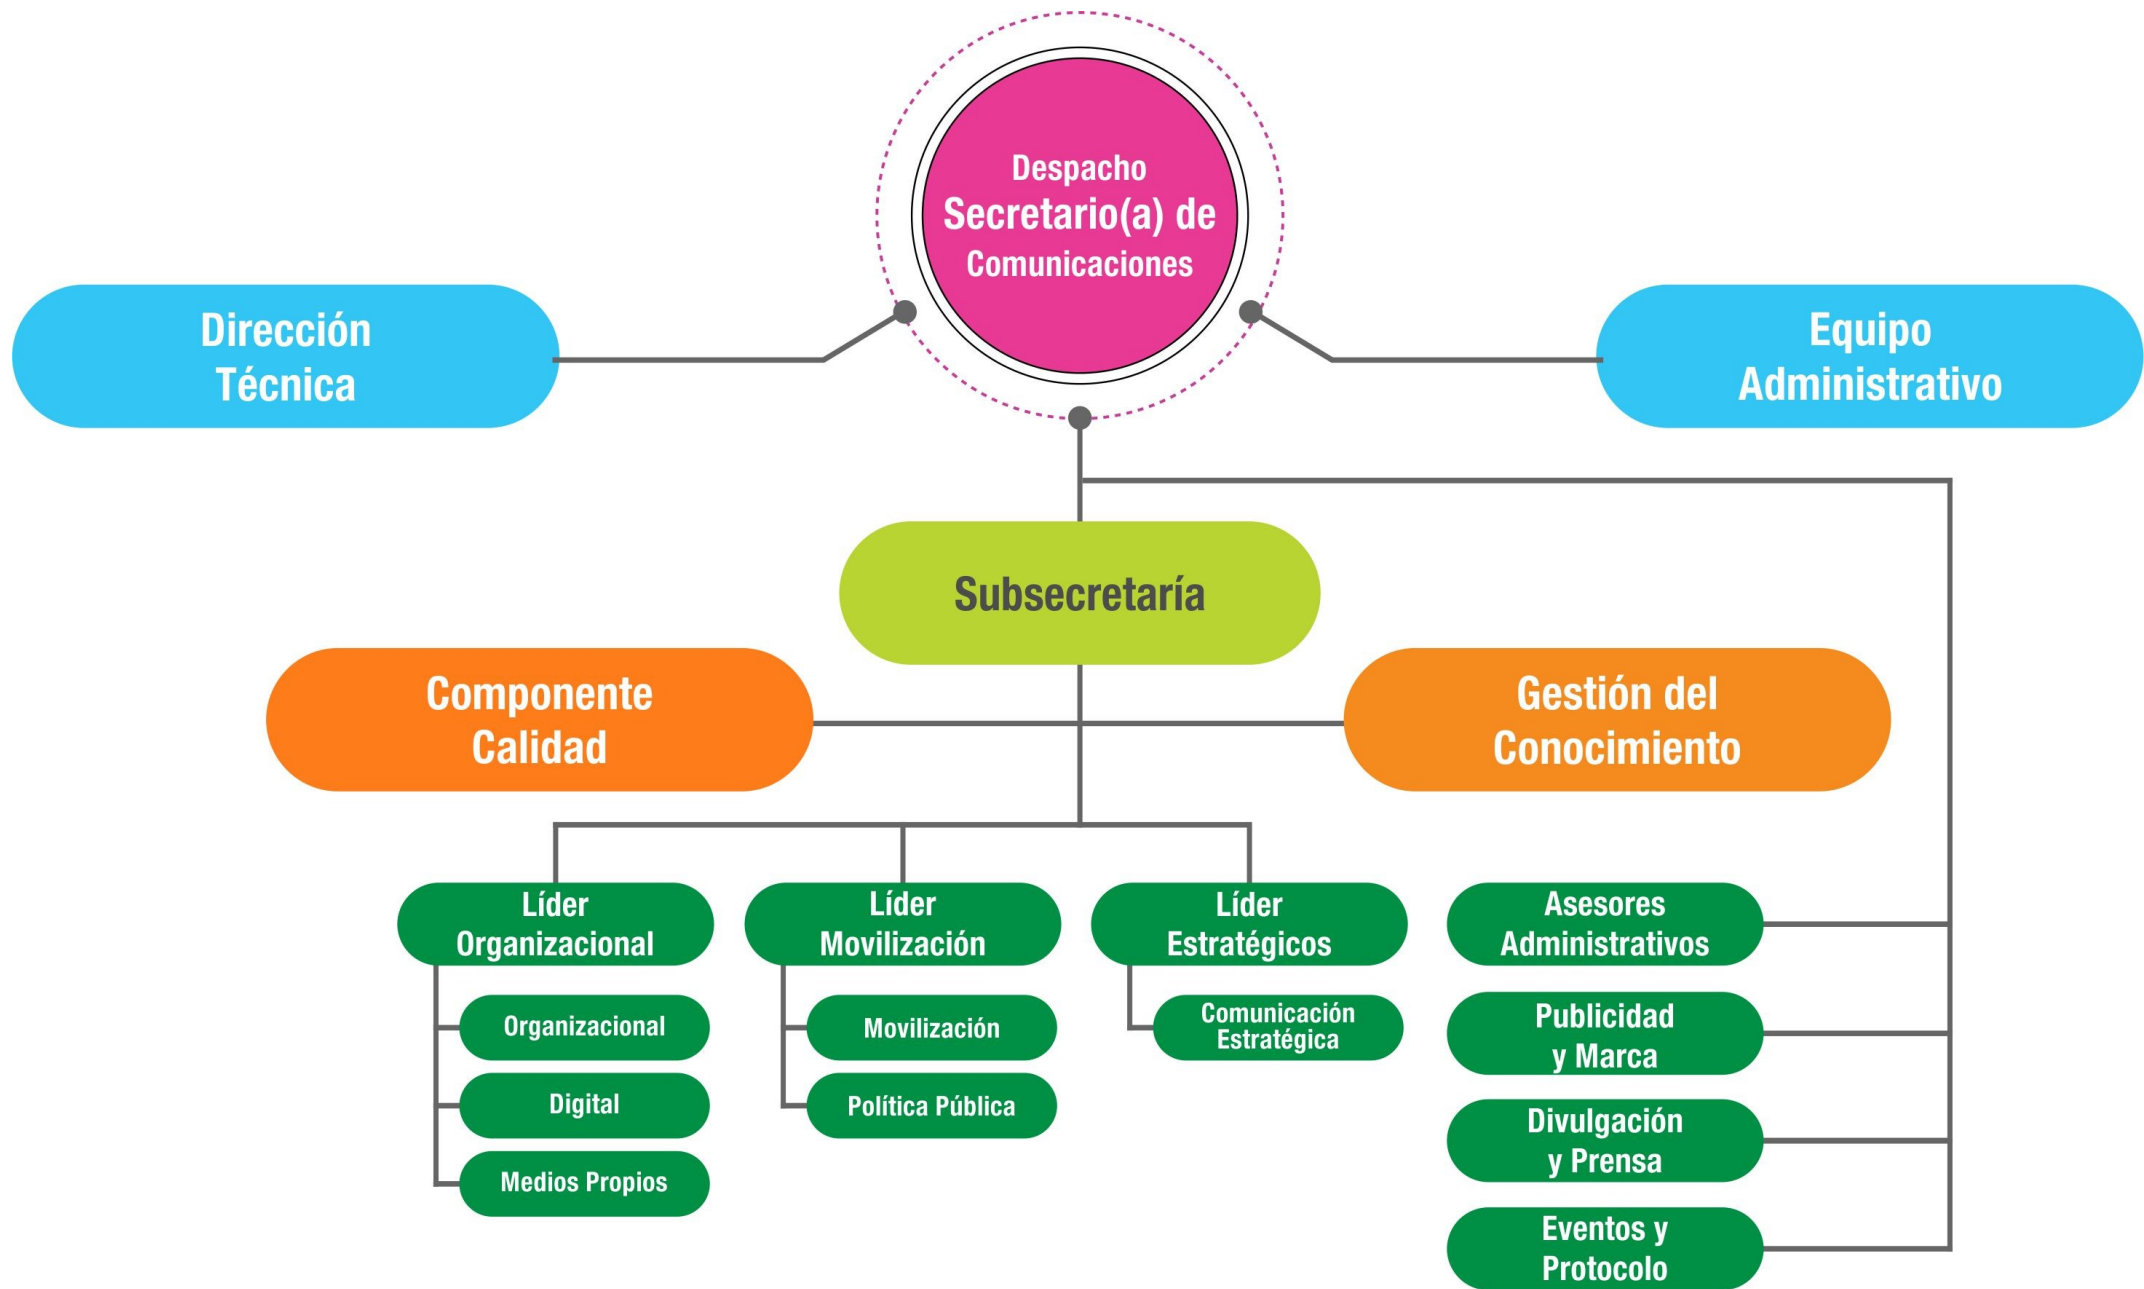 Despacho
Secretario(a) de
Comunicaciones
Dirección
Técnica
Equipo
Administrativo
Subsecretaría
Componente
Calidad
Gestión del
Conocimiento
Líder
Organizacional
Organizacional
Digital
Medios Propios
Líder
Movilización
Movilización
Política Pública
Líder
Estratégicos
Comunicación
Estratégica
Asesores
Administrativos
Publicidad
y Marca
Divulgación
y Prensa
Eventos y
Protocolo